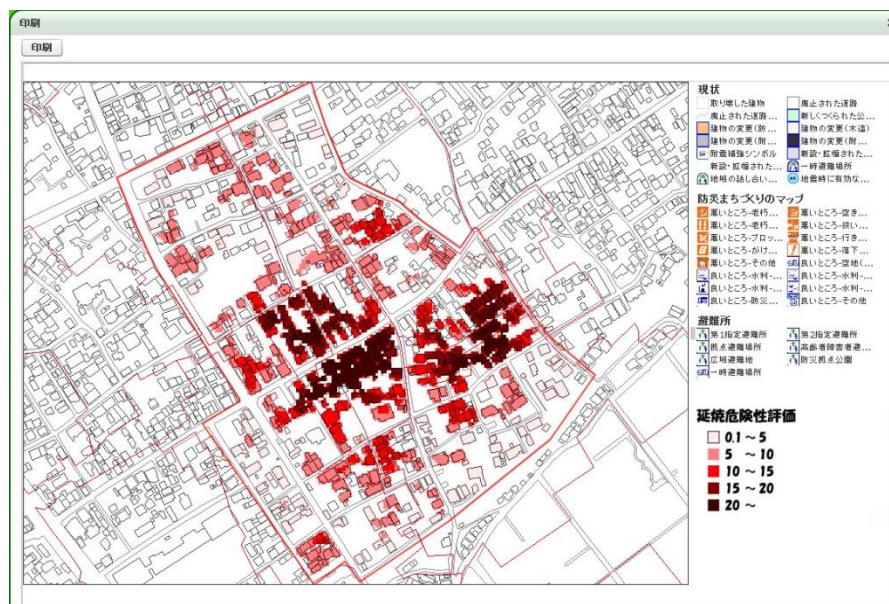 印刷
印刷
現状
取り壊した建物 廃止された道路
廃止された道路... 新しくつくられた公...
建物の変更(防... 建物の変更(木造)
建物の変更(耐... 建物の変更(耐...
耐震補強シンボル 新設・拡幅された...
新設・拡幅された... 一時避難場所
地域の話し合い... 地震時に有効な...
防災まちづくりのマップ
悪いところ-老朽... 悪いところ-空き...
悪いところ-老朽... 悪いところ-狭い...
悪いところ-ブロッ... 悪いところ-行き...
悪いところ-がけ... 悪いところ-落下...
悪いところ-その他 良いところ-空地(...
良いところ-水利-... 良いところ-水利-...
良いところ-水利-... 良いところ-水利-...
良いところ-防災... 良いところ-その他
避難所
第1指定避難所 第2指定避難所
拠点避難場所 高齢者障害者避...
広域避難地 防災拠点公園
一時避難場所
延焼危険性評価
0.1 ～ 5
5 ～ 10
10 ～ 15
15 ～ 20
20 ～